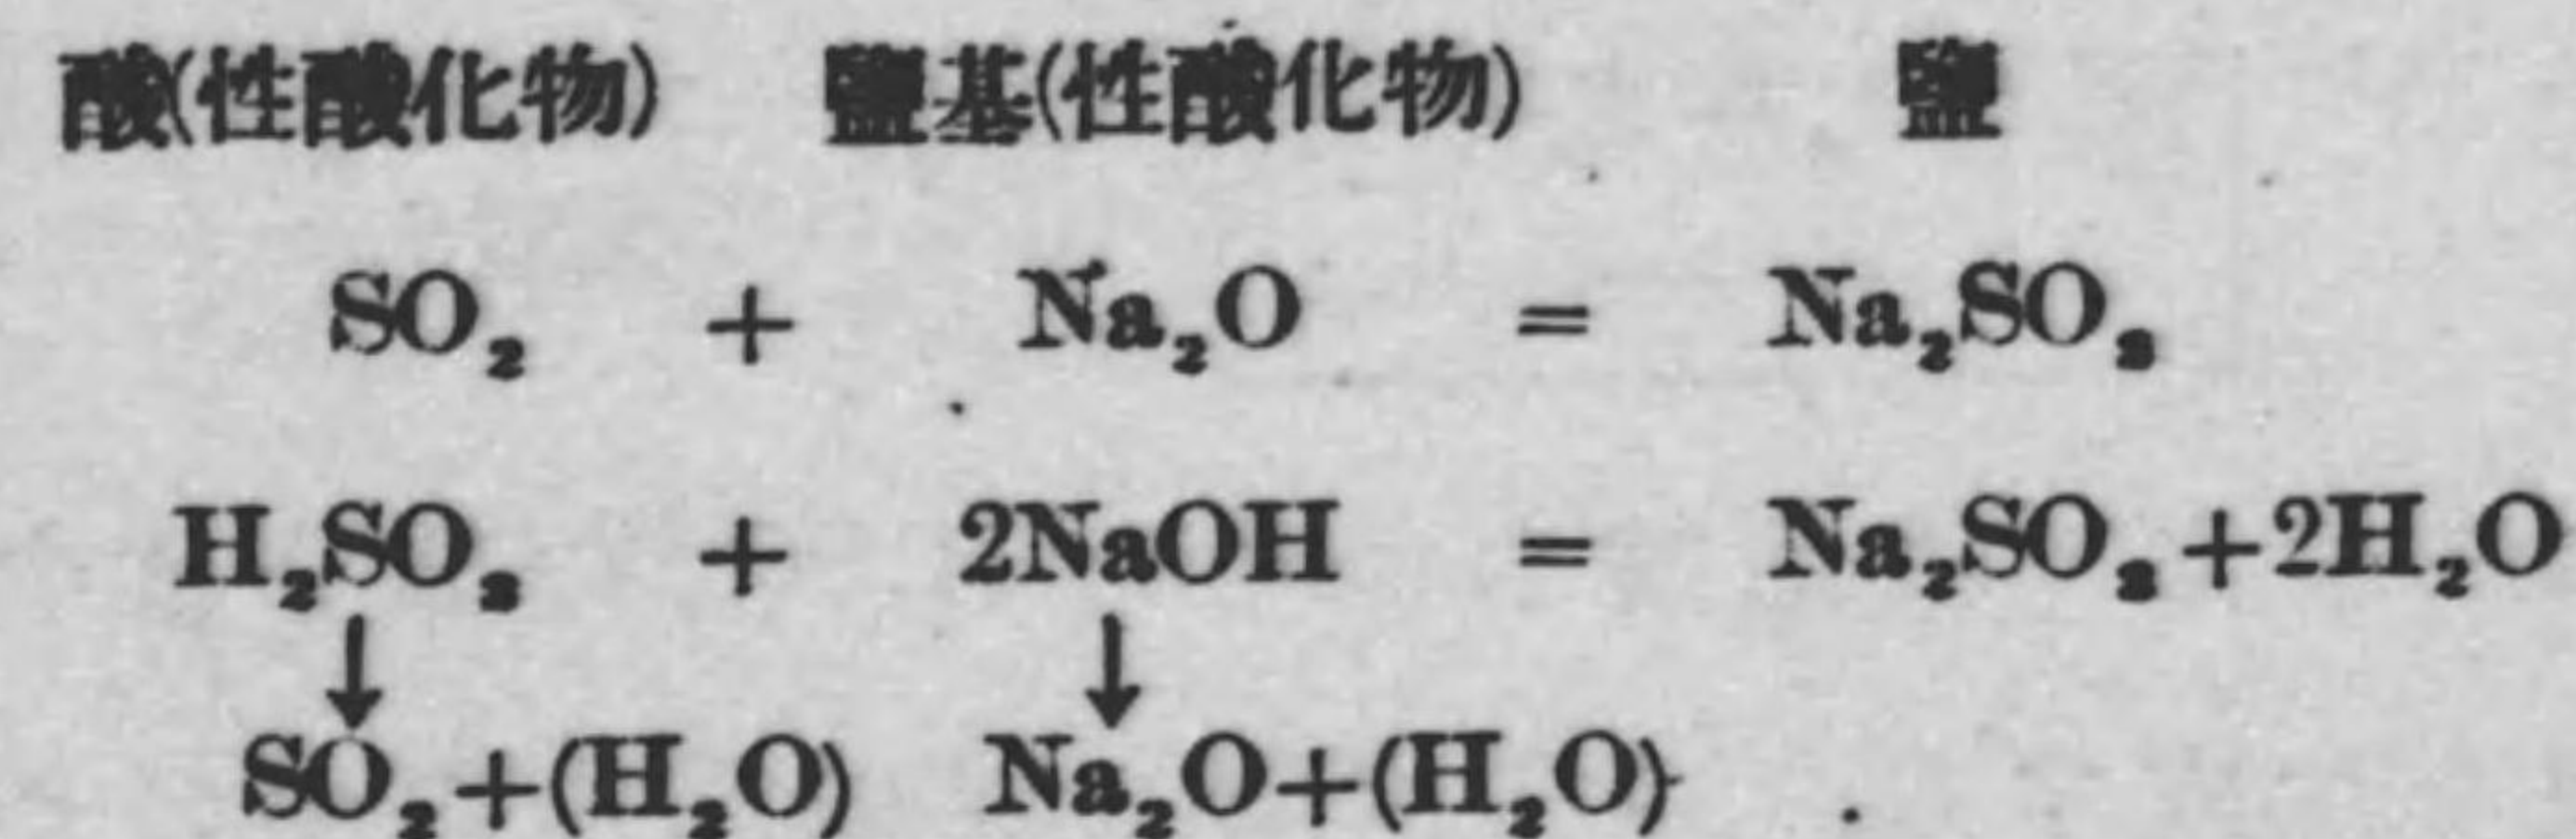 酸(性酸化物) 鹽基(性酸化物) 鹽
SO₂ + Na₂O = Na₂SO₃
H₂SO₃ + 2NaOH = Na₂SO₃+2H₂O
↓ ↓
SO₂+(H₂O) Na₂O+(H₂O)